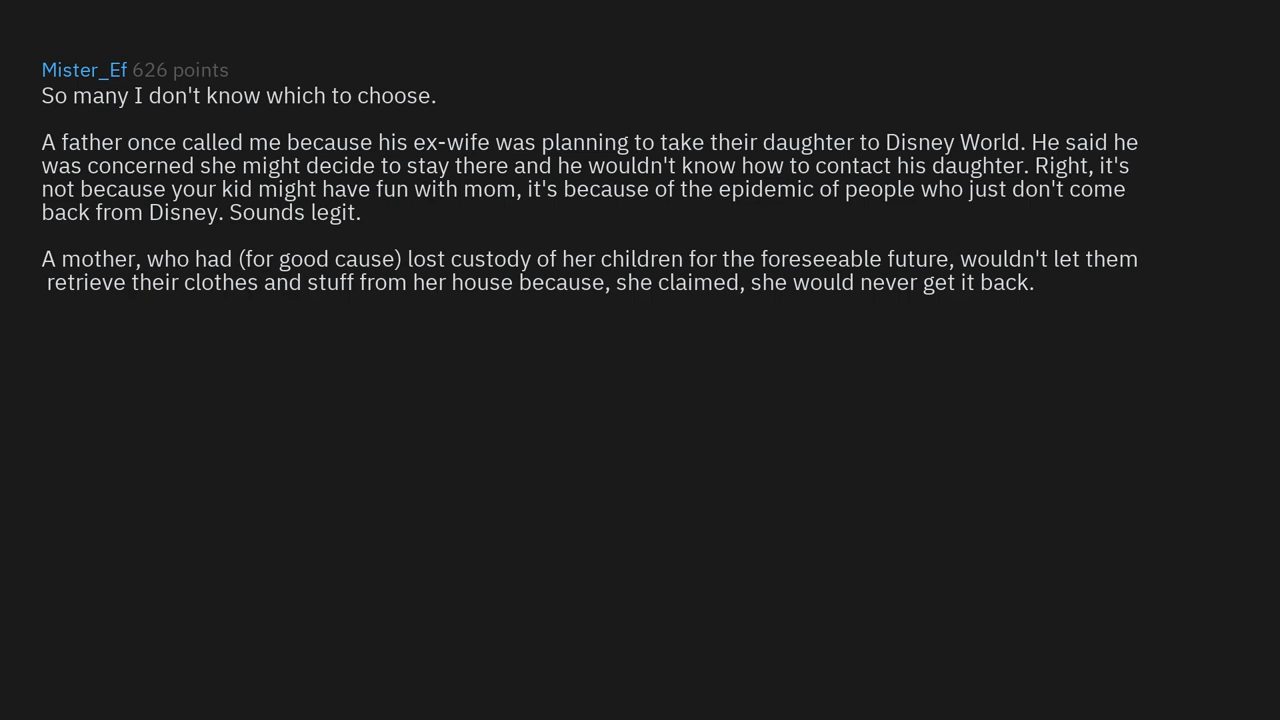 Mister_Ef 626 points
So many I don't know which to choose.
A father once called me because his ex-wife was planning to take their daughter to Disney World. He said he
was concerned she might decide to stay there and he wouldn't know how to contact his daughter. Right, it's
not because your kid might have fun with mom, it's because of the epidemic of people who just don't come
back from Disney. Sounds legit.
A mother, who had (for good cause) lost custody of her children for the foreseeable future, wouldn't let them
retrieve their clothes and stuff from her house because, she claimed, she would never get it back.